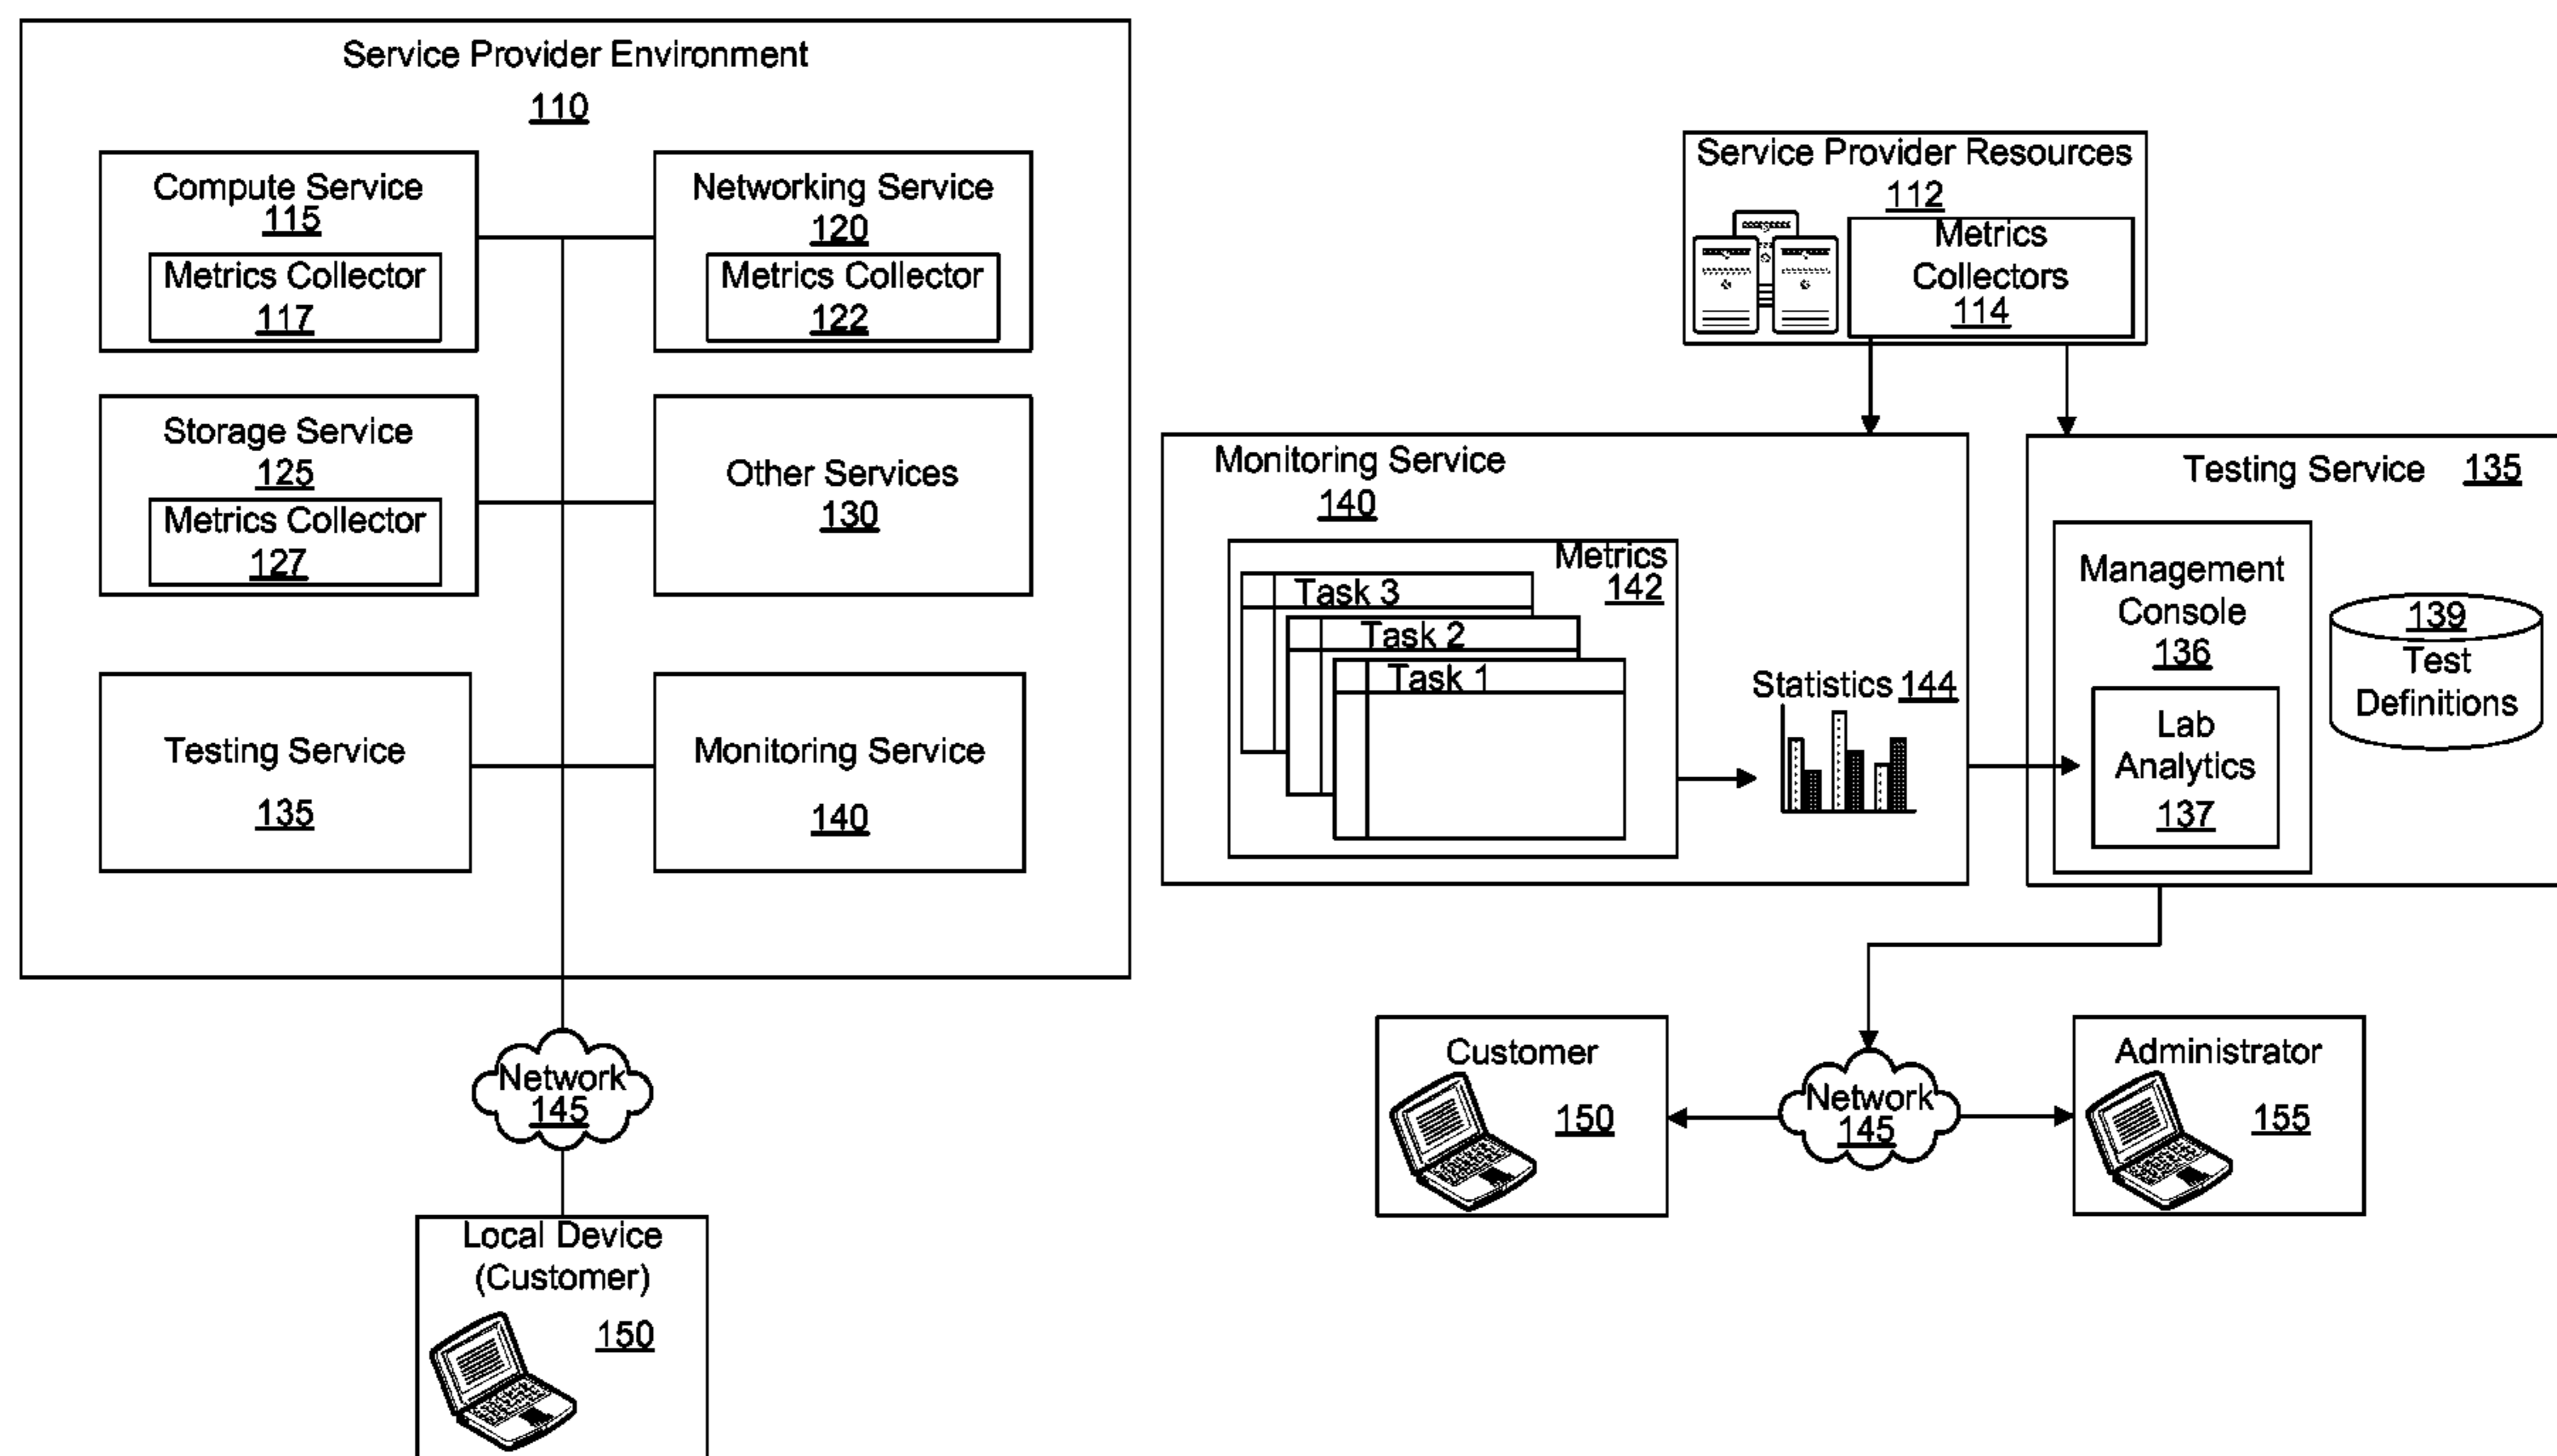 Service Provider Environment
110
Compute Service
115
Metrics Collector
117
Networking Service
120
Metrics Collector
122
Storage Service
125
Metrics Collector
127
Other Services
130
Testing Service
135
Monitoring Service
140
Network
145
Local Device
(Customer)
150
Service Provider Resources
112
Metrics
Collectors
114
Monitoring Service
140
Metrics
142
Task 3
Task 2
Task 1
Statistics 144
Testing Service 135
Management
Console
136
Lab
Analytics
137
139
Test
Definitions
Customer
150
Network
145
Administrator
155